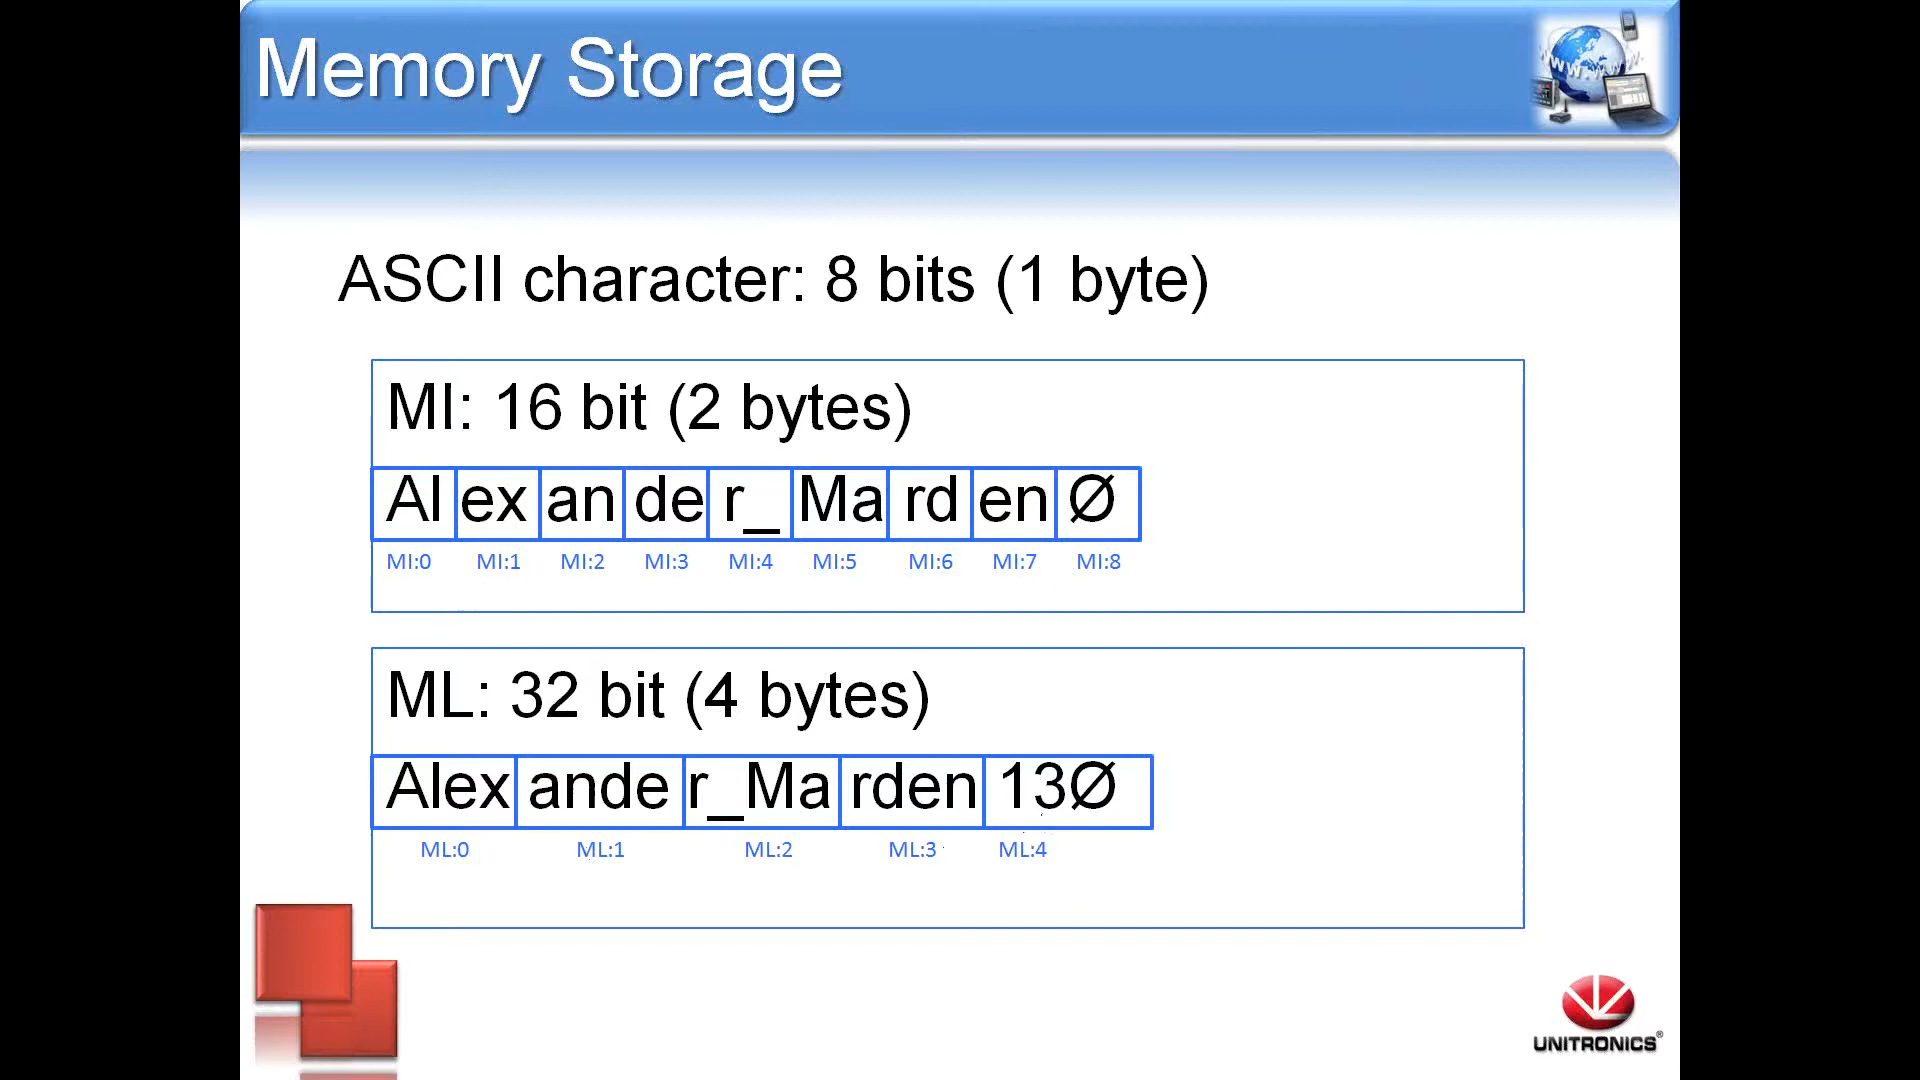 Memory Storage
www
ASCII character: 8 bits (1 byte)
MI: 16 bit (2 bytes)
Al ex an de r_ Ma rd en Ø
MI:0 MI:1 MI:2 MI:3 MI:4 MI:5 MI:6 MI:7 MI:8
ML: 32 bit (4 bytes)
Alex ande r_Ma rden 13Ø
ML:0 ML:1 ML:2 ML:3 ML:4
UNITRONICS®